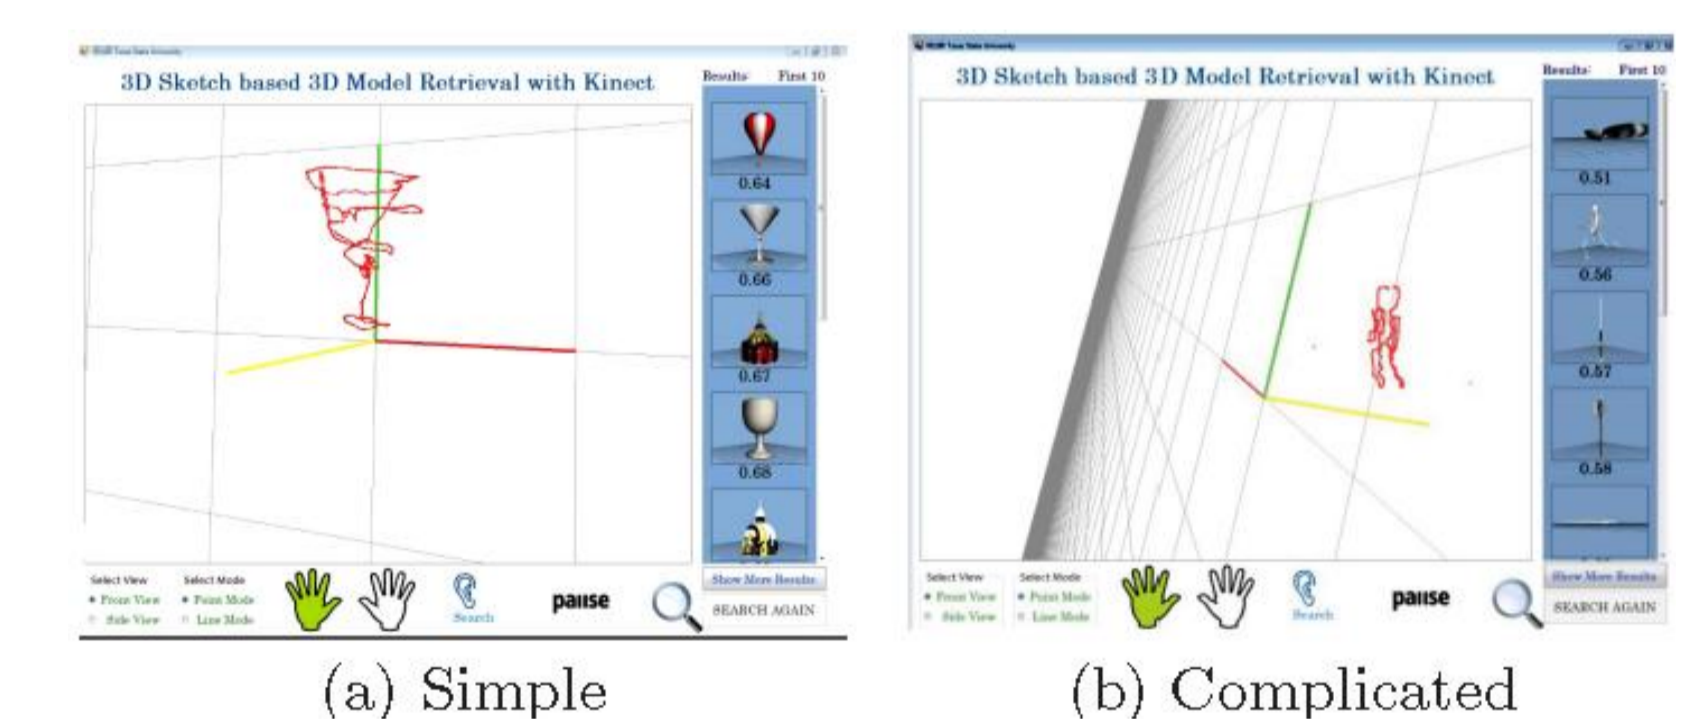 3D Sketch based 3D Model Retrieval with Kinect
Results: First 10
0.64
0.66
0.67
0.68
Select View
Front View
Side View
Select Mode
Point Mode
Line Mode
Search
pause
Show More Results
SEARCH AGAIN
(a) Simple
3D Sketch based 3D Model Retrieval with Kinect
Results: First 10
0.51
0.56
0.57
0.58
Select View
Front View
Side View
Select Mode
Point Mode
Line Mode
Search
pause
Show More Results
SEARCH AGAIN
(b) Complicated